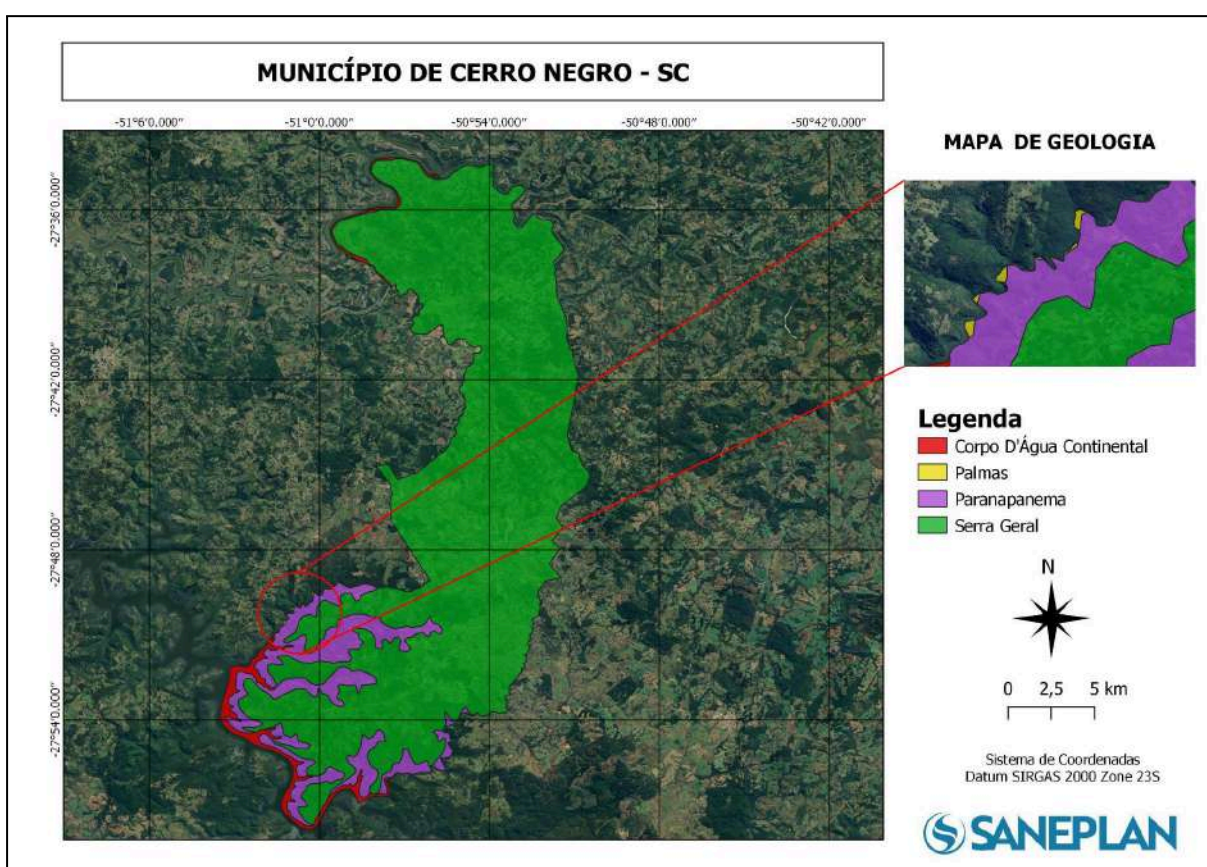 MUNICÍPIO DE CERRO NEGRO - SC
-51°6'0.000" -51°0'0.000" -50°54'0.000" -50°48'0.000" -50°42'0.000"
-27°36'0.000"
-27°42'0.000"
-27°48'0.000"
-27°54'0.000"
MAPA DE GEOLOGIA
Legenda
Corpo D'Água Continental
Palmas
Paranapanema
Serra Geral
N
0 2,5 5 km
Sistema de Coordenadas
Datum SIRGAS 2000 Zone 23S
SANEPLAN